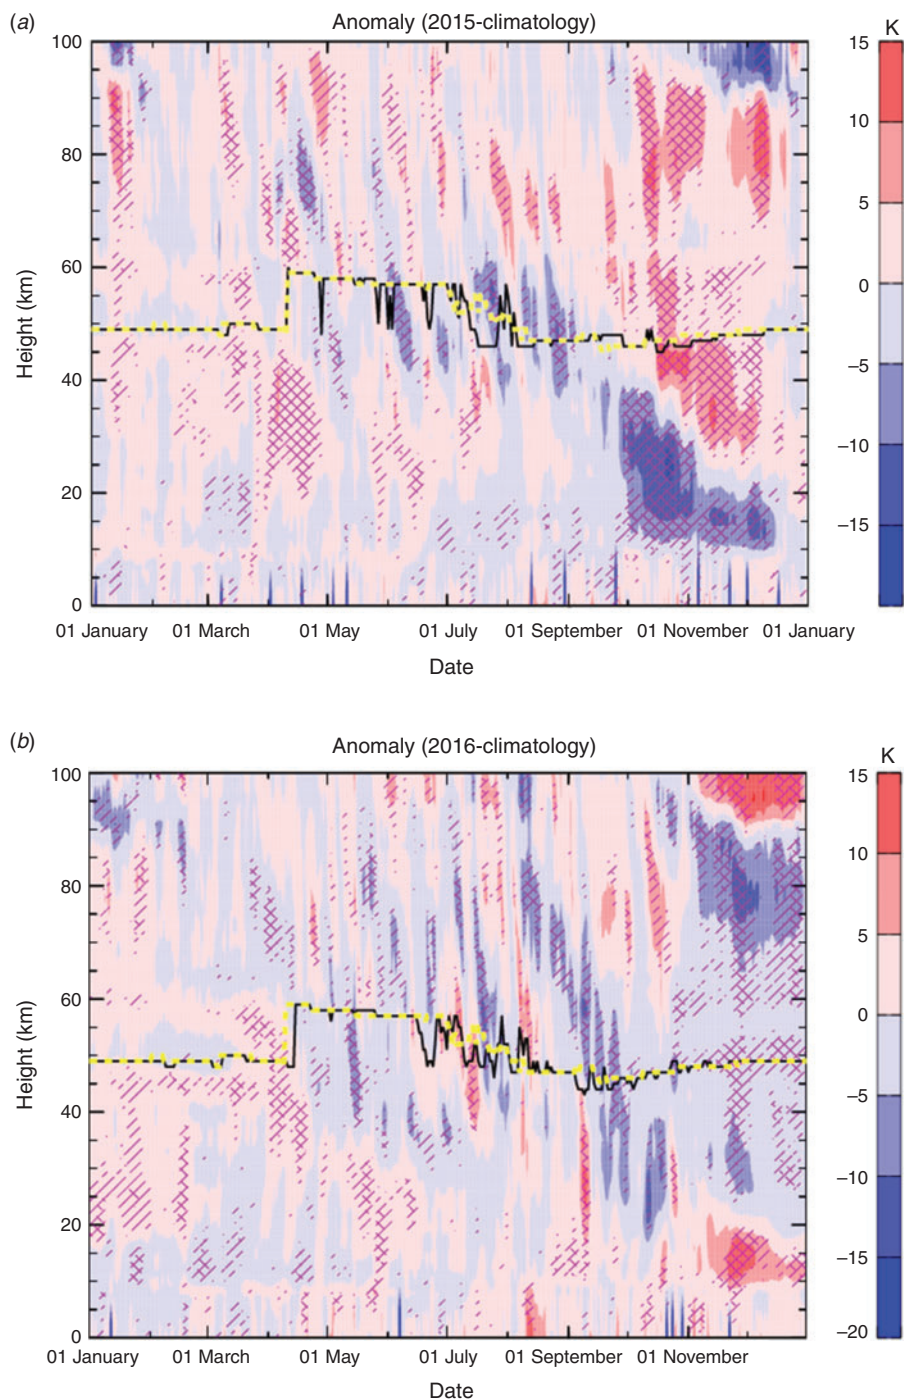 (a)
Anomaly (2015-climatology)
K
100
80
60
40
20
0
Height (km)
01 January 01 March 01 May 01 July 01 September 01 November 01 January
Date
15
10
5
0
–5
–10
–15
(b)
Anomaly (2016-climatology)
K
100
80
60
40
20
0
Height (km)
01 January 01 March 01 May 01 July 01 September 01 November
Date
15
10
5
0
–5
–10
–15
–20